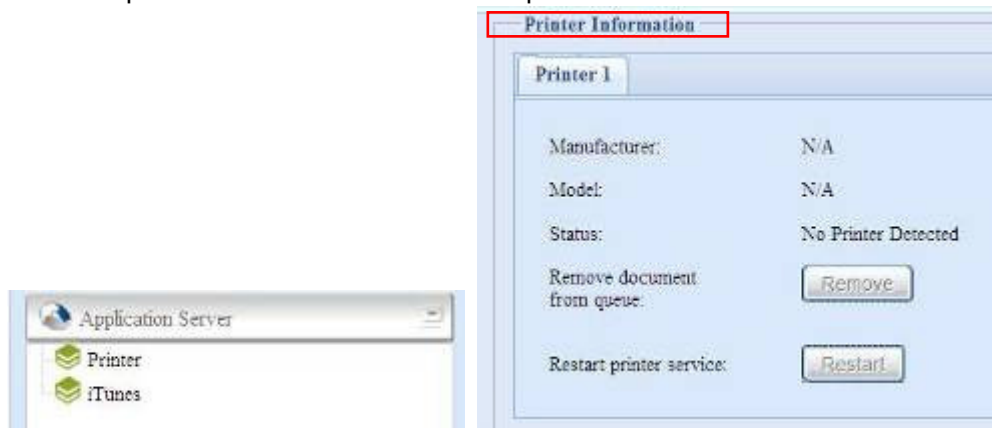 Printer Information
Printer 1
Manufacturer: N/A
Model: N/A
Status: No Printer Detected
Remove document
from queue: Remove
Restart printer service: Restart
Application Server
Printer
iTunes